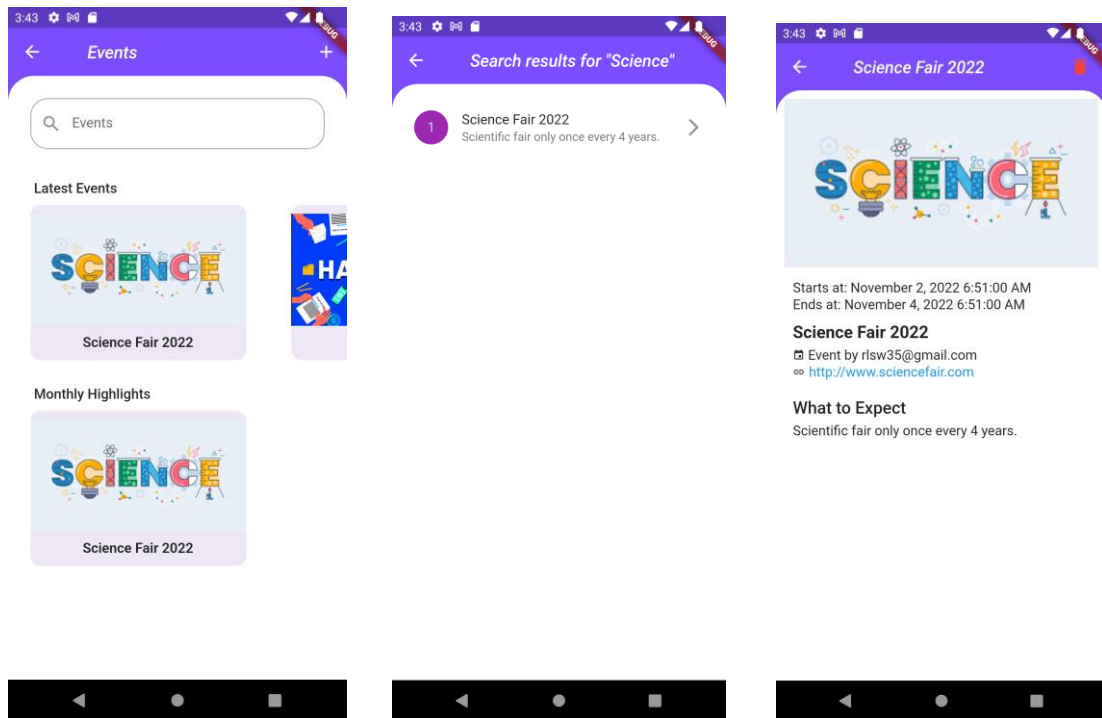 3:43
DEBUG
Events
Events
Latest Events
SCIENCE
HA
Science Fair 2022
Monthly Highlights
SCIENCE
Science Fair 2022
3:43
DEBUG
Search results for "Science"
1
Science Fair 2022
Scientific fair only once every 4 years.
3:43
DEBUG
Science Fair 2022
SCIENCE
Starts at: November 2, 2022 6:51:00 AM
Ends at: November 4, 2022 6:51:00 AM
Science Fair 2022
Event by rlsw35@gmail.com
http://www.sciencefair.com
What to Expect
Scientific fair only once every 4 years.